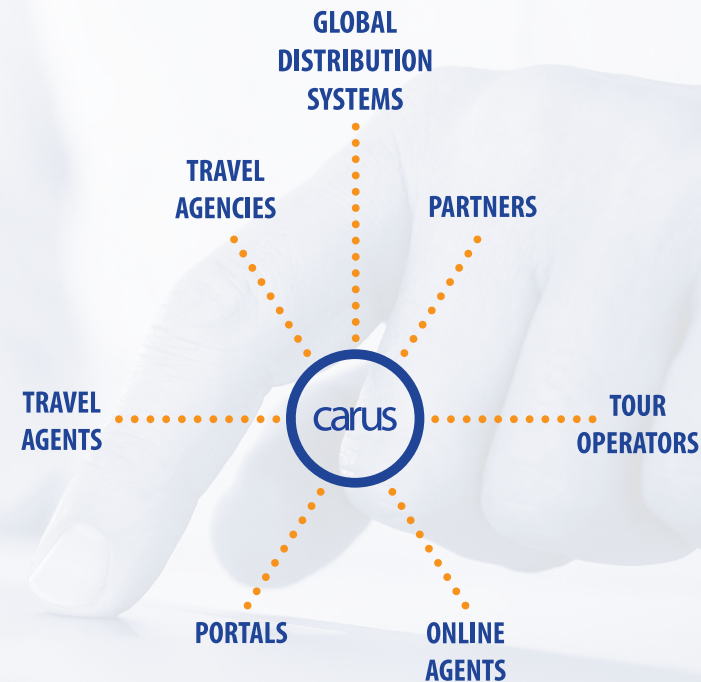 GLOBAL
DISTRIBUTION
SYSTEMS
TRAVEL
AGENCIES
PARTNERS
carus
TRAVEL
AGENTS
TOUR
OPERATORS
PORTALS
ONLINE
AGENTS